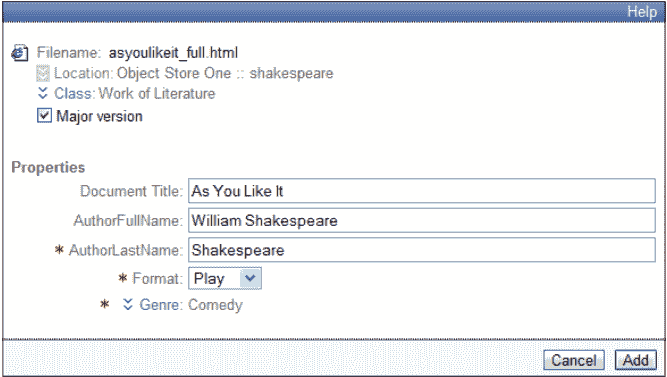 Help
Filename: asyoulikeit_full.html
Location: Object Store One :: shakespeare
Class: Work of Literature
Major version
Properties
Document Title: As You Like It
AuthorFullName: William Shakespeare
* AuthorLastName: Shakespeare
* Format: Play
* Genre: Comedy
Cancel Add